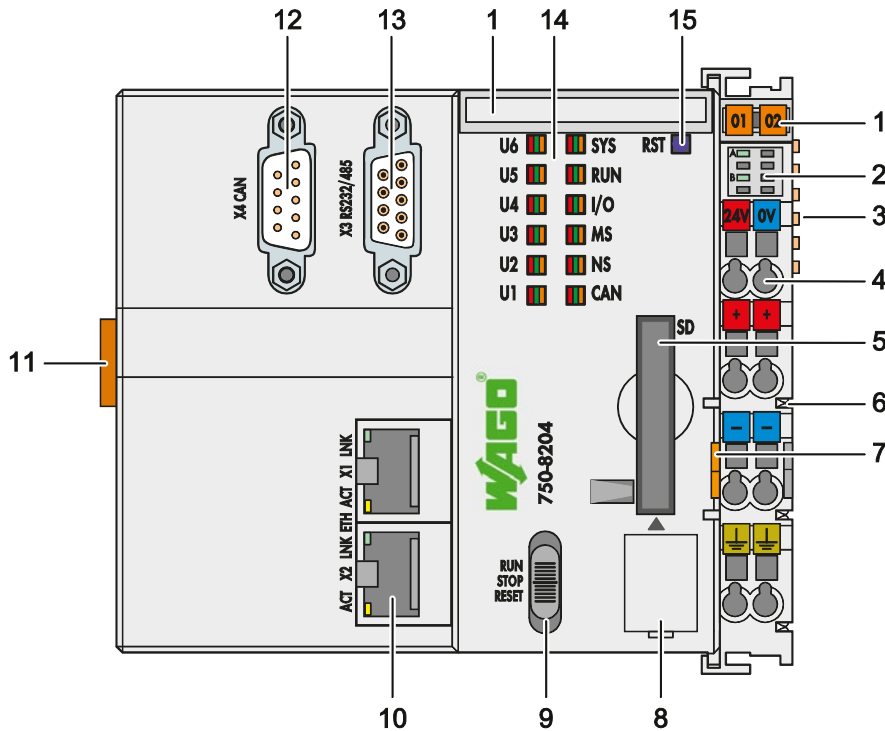 12 13 1 14 15
01 02 1
U6 SYS RST
A
B
2
U5 RUN
X4 CAN
X3 RS232/485
U4 I/O
24V 0V 3
U3 MS
U2 NS
4
U1 CAN
+ +
SD 5
11
WAGO ®
6
750-8204
- -
7
ACT X1 LNK
ETH
ACT X2 LNK
RUN
STOP
RESET
10 9 8